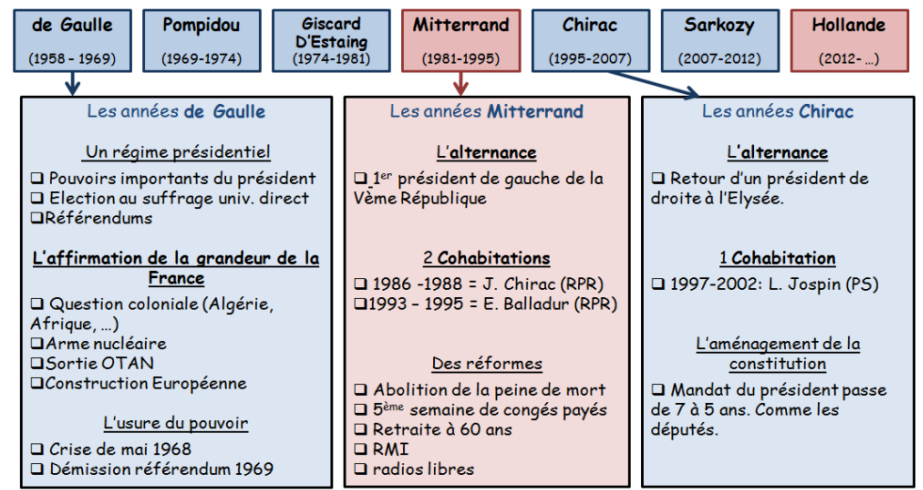 de Gaulle
(1958 – 1969)
Pompidou
(1969-1974)
Giscard
D'Estaing
(1974-1981)
Mitterrand
(1981-1995)
Chirac
(1995-2007)
Sarkozy
(2007-2012)
Hollande
(2012- …)
Les années de Gaulle
Un régime présidentiel
❑ Pouvoirs importants du président
❑ Election au suffrage univ. direct
❑Référendums
L'affirmation de la grandeur de la
France
❑ Question coloniale (Algérie,
Afrique, …)
❑Arme nucléaire
❑Sortie OTAN
❑Construction Européenne
L'usure du pouvoir
❑ Crise de mai 1968
❑ Démission référendum 1969
Les années Mitterrand
L'alternance
❑ 1er président de gauche de la
Vème République
2 Cohabitations
❑ 1986 -1988 = J. Chirac (RPR)
❑1993 – 1995 = E. Balladur (RPR)
Des réformes
❑ Abolition de la peine de mort
❑ 5ème semaine de congés payés
❑ Retraite à 60 ans
❑ RMI
❑ radios libres
Les années Chirac
L'alternance
❑ Retour d'un président de
droite à l'Elysée.
1 Cohabitation
❑ 1997-2002: L. Jospin (PS)
L'aménagement de la
constitution
❑ Mandat du président passe
de 7 à 5 ans. Comme les
députés.